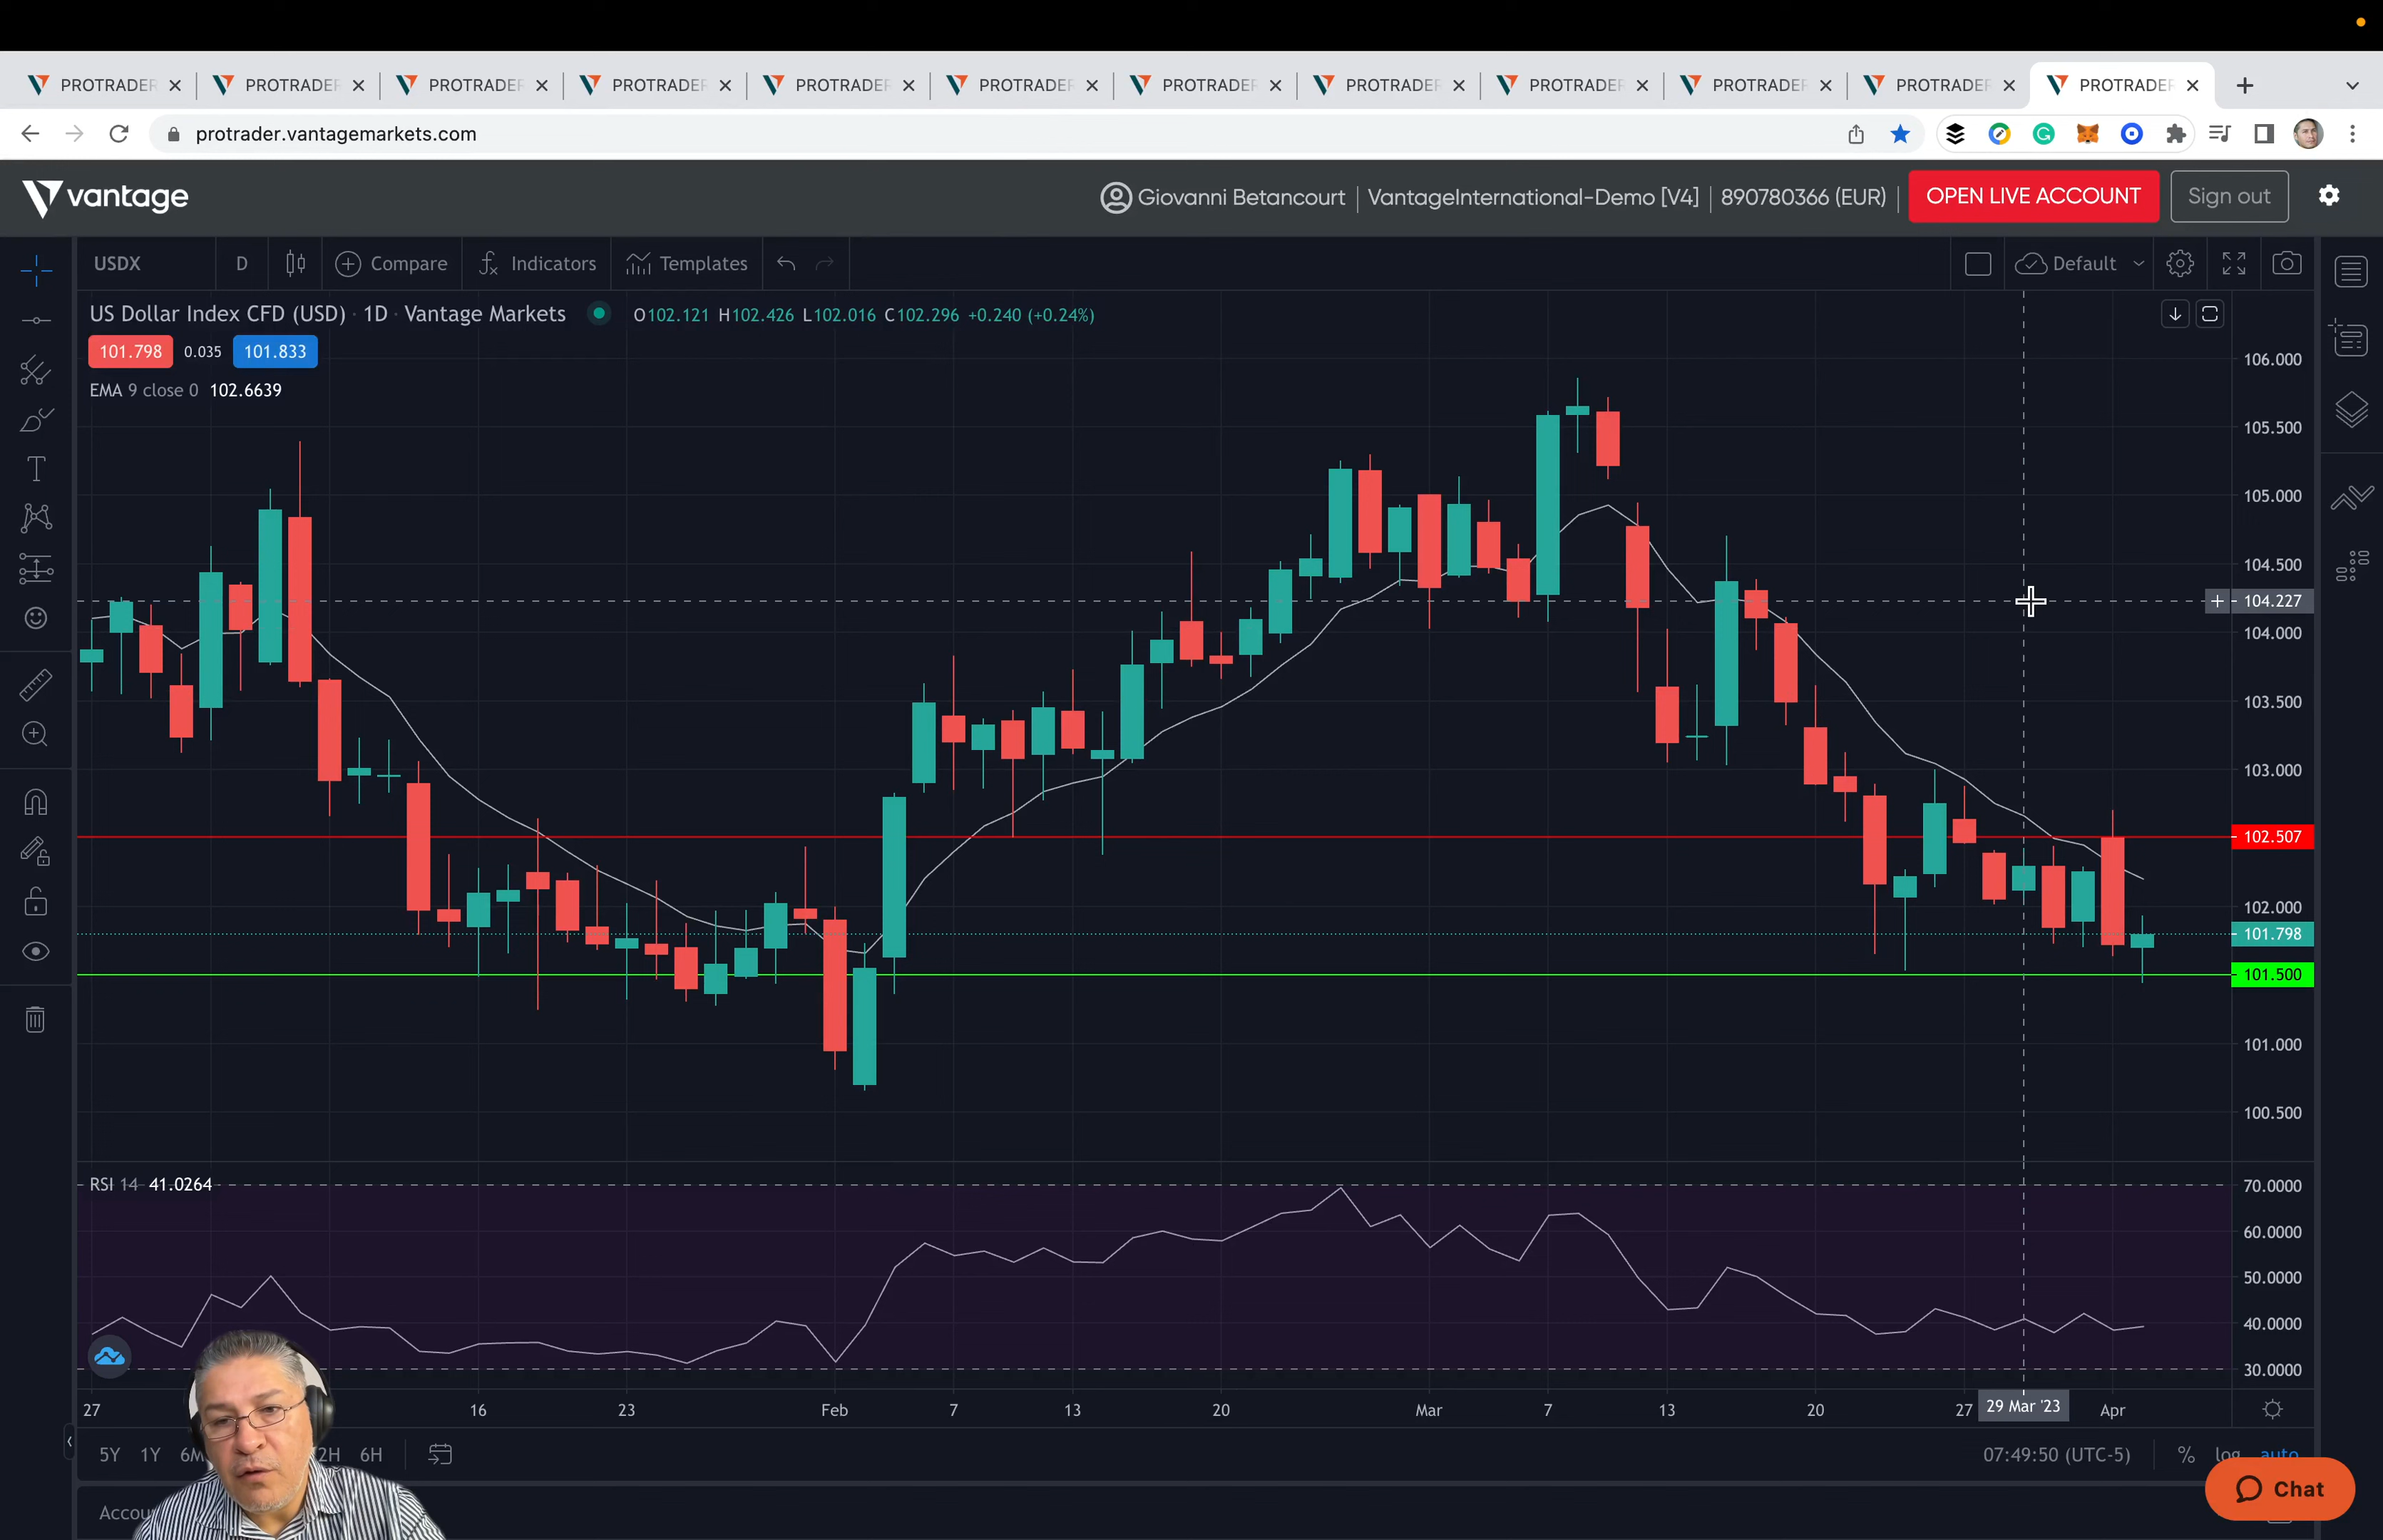 PROTRADER PROTRADER PROTRADER PROTRADER PROTRADER PROTRADER PROTRADER PROTRADER PROTRADER PROTRADER PROTRADER PROTRADER
protrader.vantagemarkets.com
vantage Giovanni Betancourt VantageInternational-Demo [V4] 890780366 (EUR) OPEN LIVE ACCOUNT Sign out
USDX D Compare Indicators Templates Default
US Dollar Index CFD (USD) · 1D · Vantage Markets O102.121 H102.426 L102.016 C102.296 +0.240 (+0.24%)
101.798 0.035 101.833
EMA 9 close 0 102.6639
106.000
105.500
105.000
104.500
104.227
104.000
103.500
103.000
102.507
102.000
101.798
101.500
101.000
100.500
RSI 14 41.0264
70.0000
60.0000
50.0000
40.0000
30.0000
27 16 23 Feb 7 13 20 Mar 7 13 20 27 29 Mar '23 Apr
5Y 1Y 6M 2H 6H 07:49:50 (UTC-5) % log auto
Chat
Accou